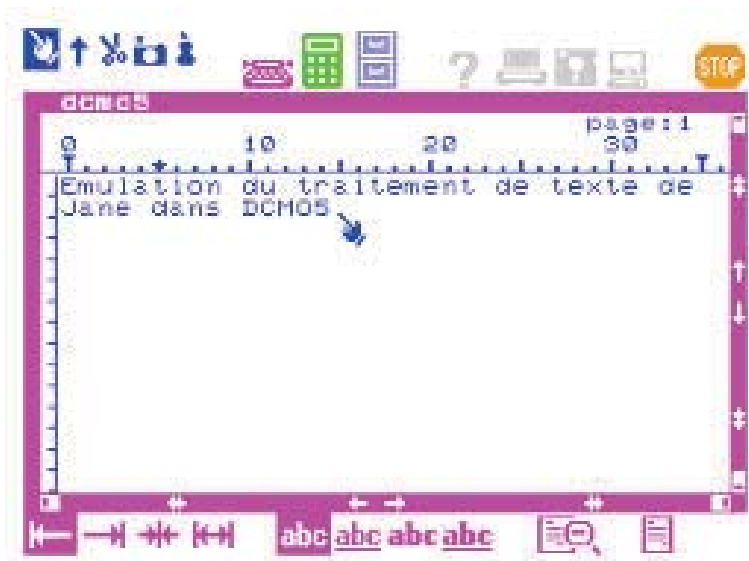 STOP
dcmo5
page:1
0 10 20 30
Emulation du traitement de texte de
Jane dans DCMO5
abc abc abc abc